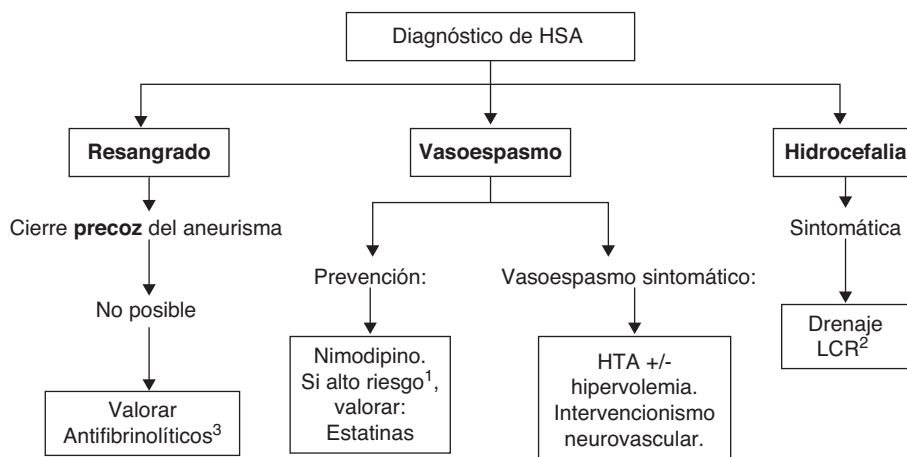 Diagnóstico de HSA
Resangrado
Cierre precoz del aneurisma
No posible
Valorar
Antifibrinolíticos³
Vasoespasmo
Prevención:
Nimodipino.
Si alto riesgo¹,
valorar:
Estatinas
Vasoespasmo sintomático:
HTA +/-
hipervolemia.
Intervencionismo
neurovascular.
Hidrocefalia
Sintomática
Drenaje
LCR²